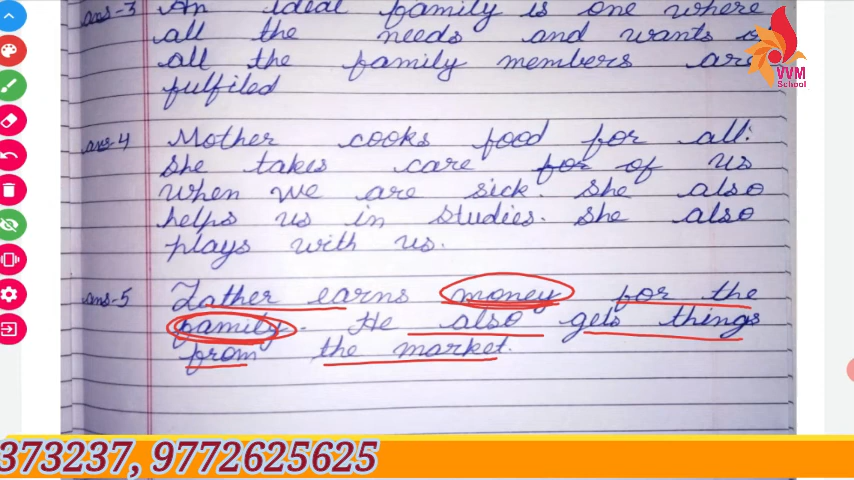 ans-3 An ideal family is one where
all the needs and wants
all the family members are
fulfiled
ans 4 Mother cooks food for all.
She takes care for of us
when we are sick. She also
helps us in studies. She also
plays with us.
ans-5 Father earns money for the
family. He also gets things
from the market.
VVM
School
373237, 9772625625